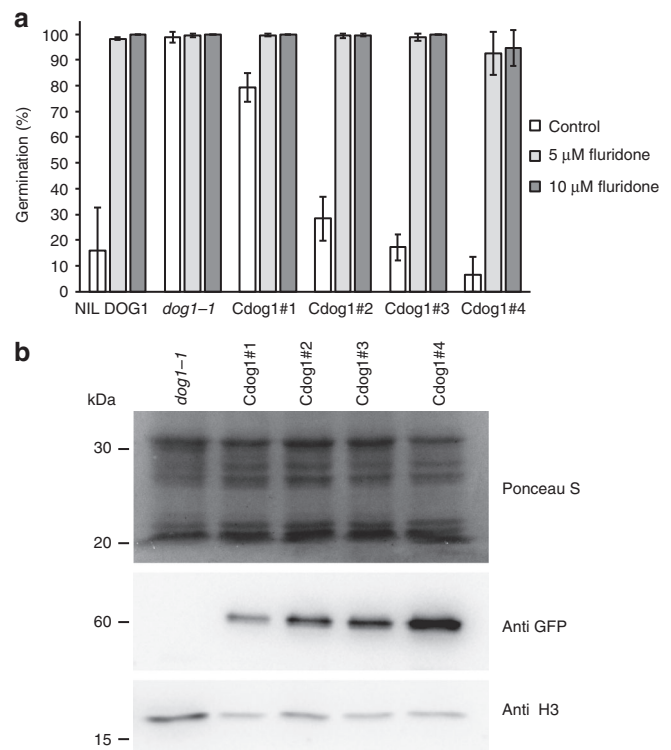 a
Germination (%)
100
90
80
70
60
50
40
30
20
10
0
Control
5 μM fluridone
10 μM fluridone
NIL DOG1 dog1–1 Cdog1#1 Cdog1#2 Cdog1#3 Cdog1#4
b
kDa dog1–1 Cdog1#1 Cdog1#2 Cdog1#3 Cdog1#4
30
Ponceau S
20
60
Anti GFP
Anti H3
15